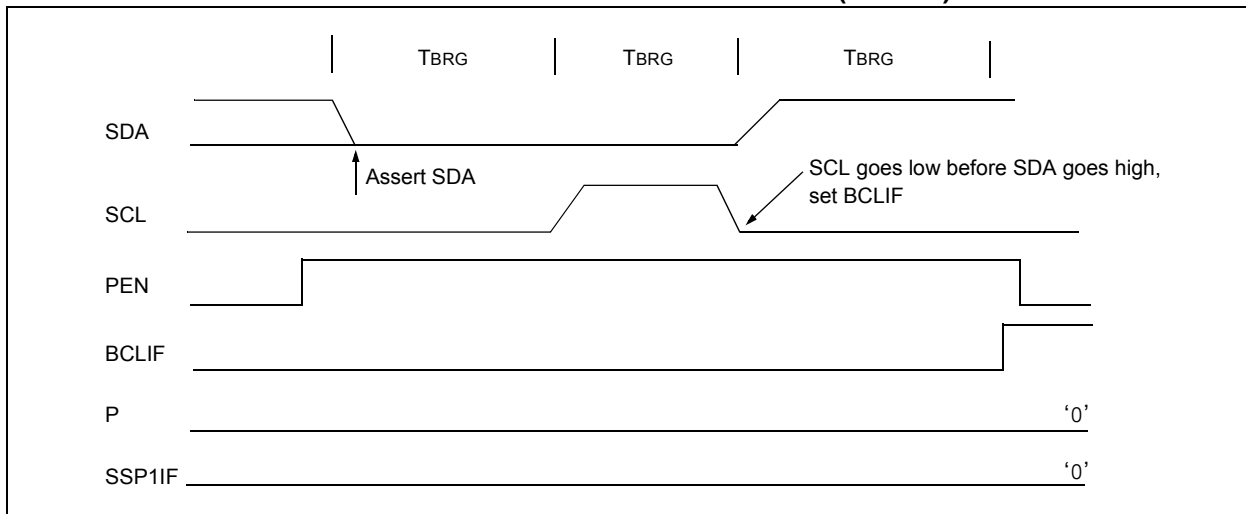 TBRG TBRG TBRG
SDA
Assert SDA
SCL goes low before SDA goes high,
set BCLIF
SCL
PEN
BCLIF
P '0'
SSP1IF '0'